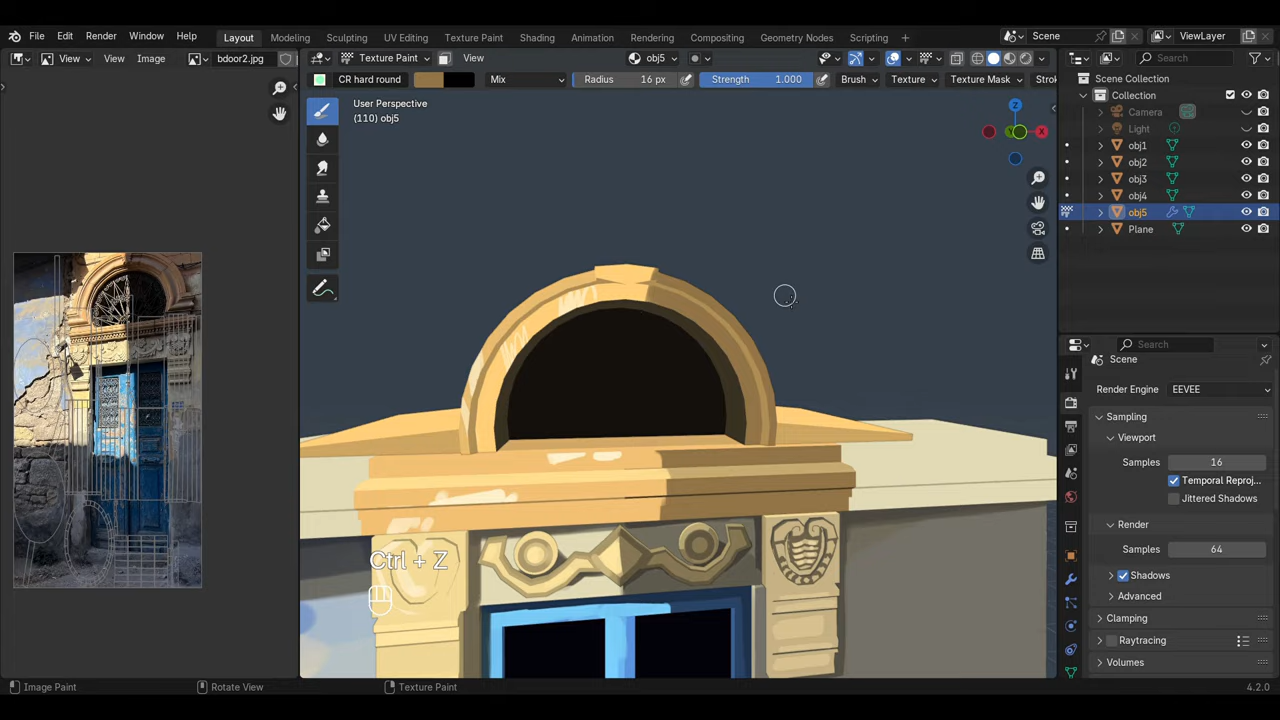 File Edit Render Window Help
Layout Modeling Sculpting UV Editing Texture Paint Shading Animation Rendering Compositing Geometry Nodes Scripting
Scene
ViewLayer
View View Image bdoor2.jpg
Texture Paint View obj5
Search
CR hard round Mix Radius 16 px Strength 1.000 Brush Texture Texture Mask Strok
User Perspective
(110) obj5
Z
X
Y
Scene Collection
Collection
Camera
Light
obj1
obj2
obj3
obj4
obj5
Plane
Search
Scene
Render Engine EEVEE
Sampling
Viewport
Samples 16
Temporal Reproj...
Jittered Shadows
Render
Samples 64
Shadows
Advanced
Clamping
Raytracing
Volumes
Ctrl + Z
Image Paint Rotate View Texture Paint 4.2.0